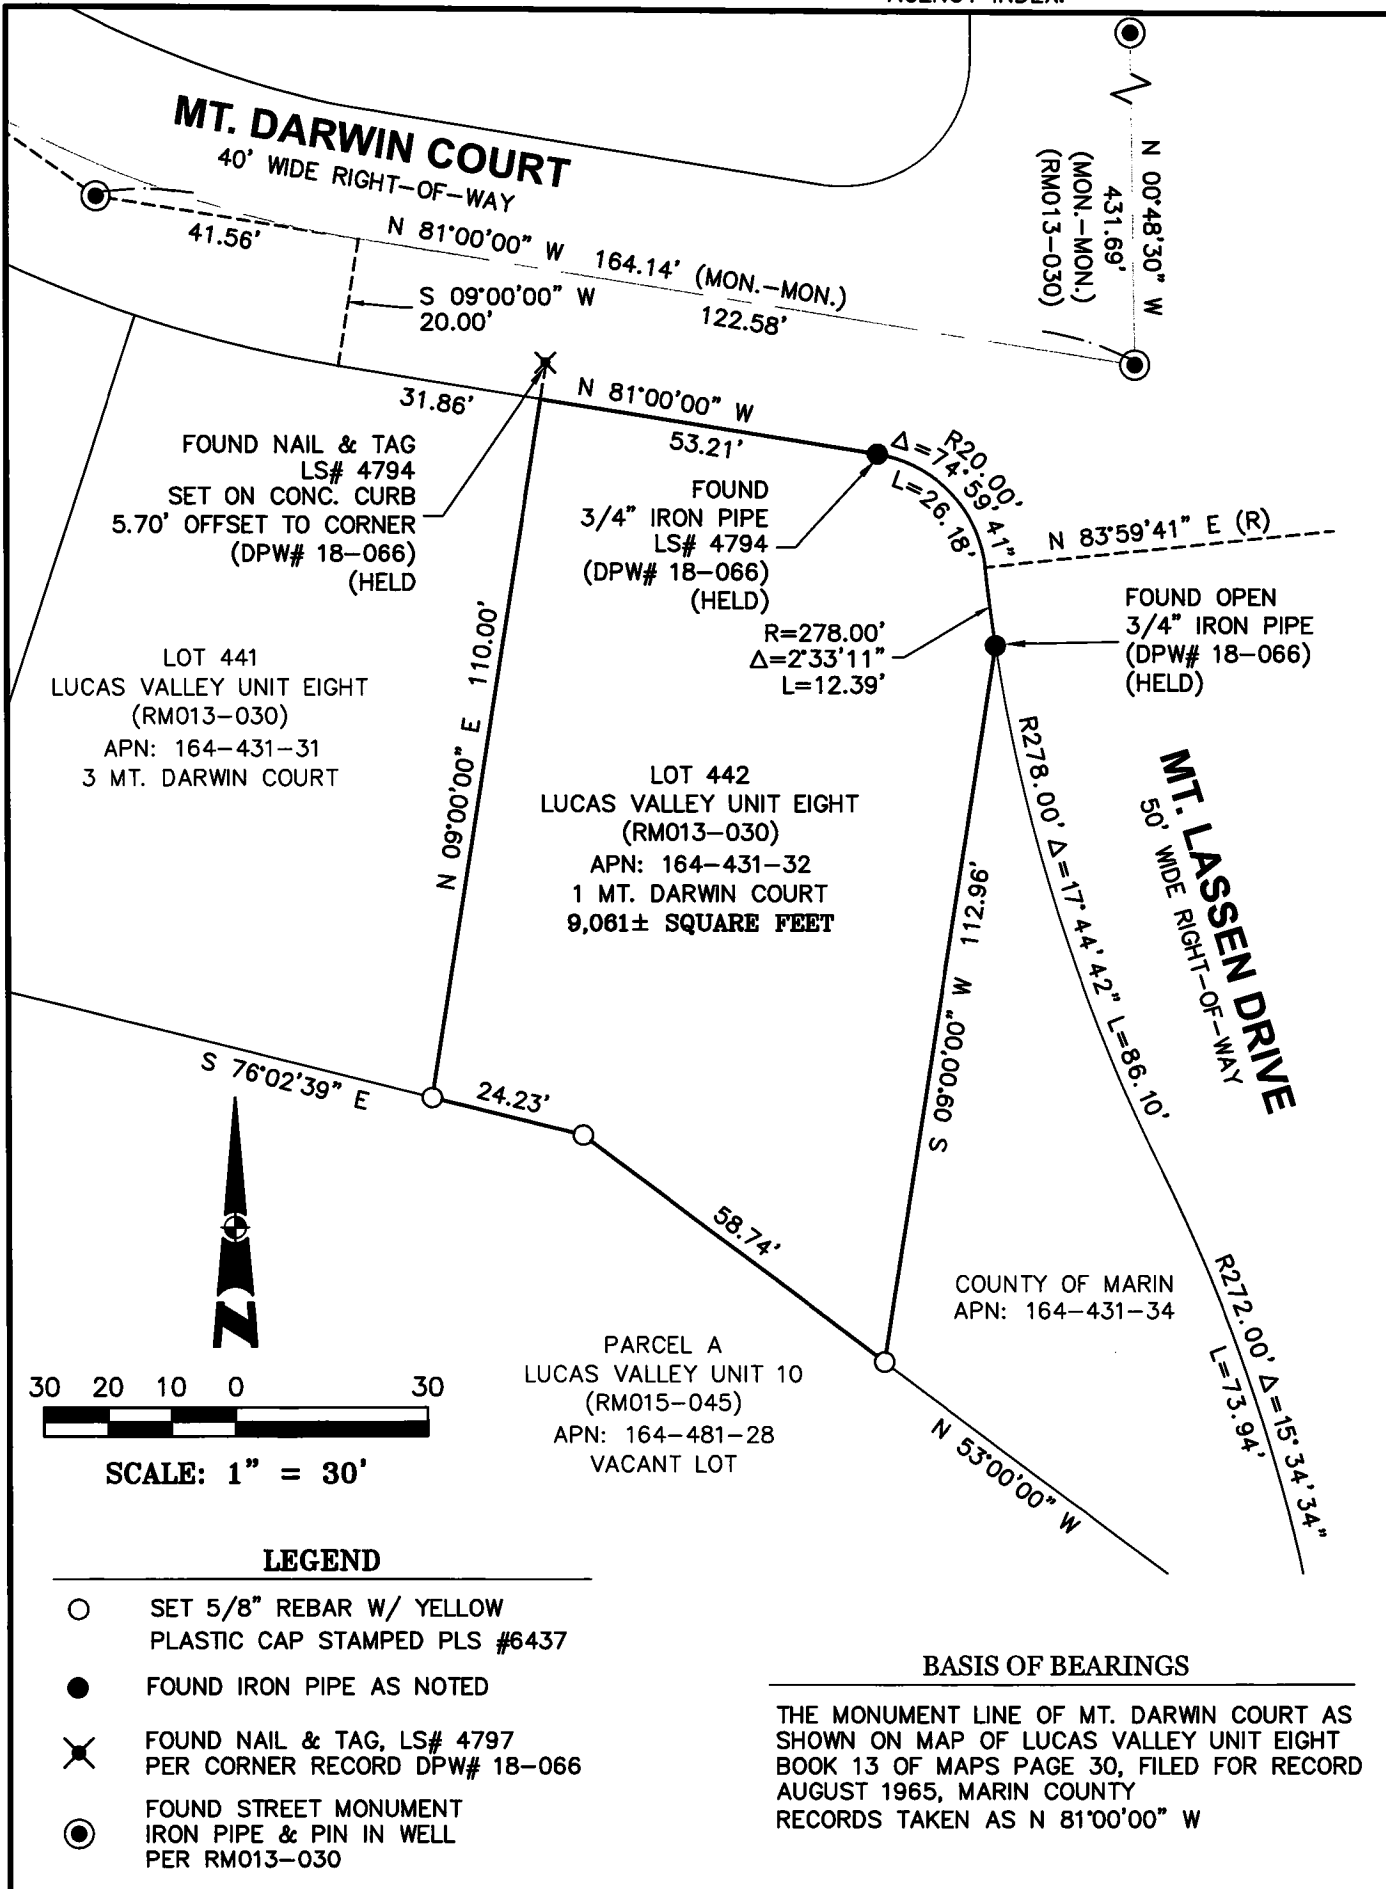 MT. DARWIN COURT
40' WIDE RIGHT-OF-WAY
41.56'
N 81°00'00" W 164.14' (MON.-MON.)
122.58'
S 09°00'00" W
20.00'
N 00°48'30" W
431.69'
(MON.-MON.)
(RM013-030)
31.86'
N 81°00'00" W
53.21'
FOUND NAIL & TAG
LS# 4794
SET ON CONC. CURB
5.70' OFFSET TO CORNER
(DPW# 18-066)
(HELD
FOUND
3/4" IRON PIPE
LS# 4794
(DPW# 18-066)
(HELD)
R20.00'
Δ=74°59'41"
L=26.18'
N 83°59'41" E (R)
R=278.00'
Δ=2°33'11"
L=12.39'
FOUND OPEN
3/4" IRON PIPE
(DPW# 18-066)
(HELD)
LOT 441
LUCAS VALLEY UNIT EIGHT
(RM013-030)
APN: 164-431-31
3 MT. DARWIN COURT
N 09°00'00" E 110.00'
LOT 442
LUCAS VALLEY UNIT EIGHT
(RM013-030)
APN: 164-431-32
1 MT. DARWIN COURT
9,061± SQUARE FEET
S 09°00'00" W 112.96'
R278.00' Δ=17°44'42" L=86.10'
MT. LASSEN DRIVE
50' WIDE RIGHT-OF-WAY
S 76°02'39" E
24.23'
58.74'
COUNTY OF MARIN
APN: 164-431-34
R272.00' Δ=15°34'34"
L=73.94'
PARCEL A
LUCAS VALLEY UNIT 10
(RM015-045)
APN: 164-481-28
VACANT LOT
N 53°00'00" W
N
30 20 10 0 30
SCALE: 1" = 30'
LEGEND
SET 5/8" REBAR W/ YELLOW
PLASTIC CAP STAMPED PLS #6437
FOUND IRON PIPE AS NOTED
FOUND NAIL & TAG, LS# 4797
PER CORNER RECORD DPW# 18-066
FOUND STREET MONUMENT
IRON PIPE & PIN IN WELL
PER RM013-030
BASIS OF BEARINGS
THE MONUMENT LINE OF MT. DARWIN COURT AS
SHOWN ON MAP OF LUCAS VALLEY UNIT EIGHT
BOOK 13 OF MAPS PAGE 30, FILED FOR RECORD
AUGUST 1965, MARIN COUNTY
RECORDS TAKEN AS N 81°00'00" W